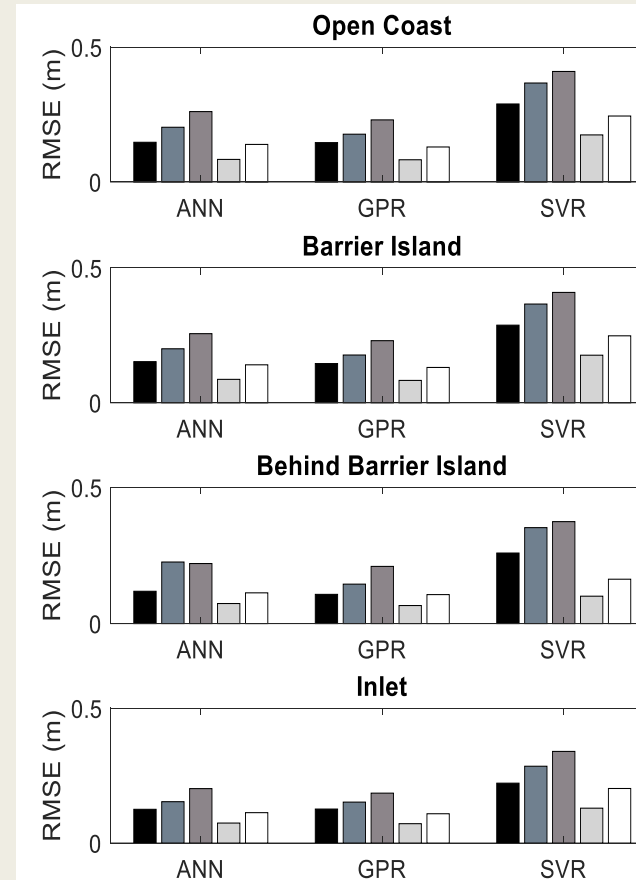 Open Coast
0.5
RMSE (m)
0
ANN GPR SVR
Barrier Island
0.5
RMSE (m)
0
ANN GPR SVR
Behind Barrier Island
0.5
RMSE (m)
0
ANN GPR SVR
Inlet
0.5
RMSE (m)
0
ANN GPR SVR